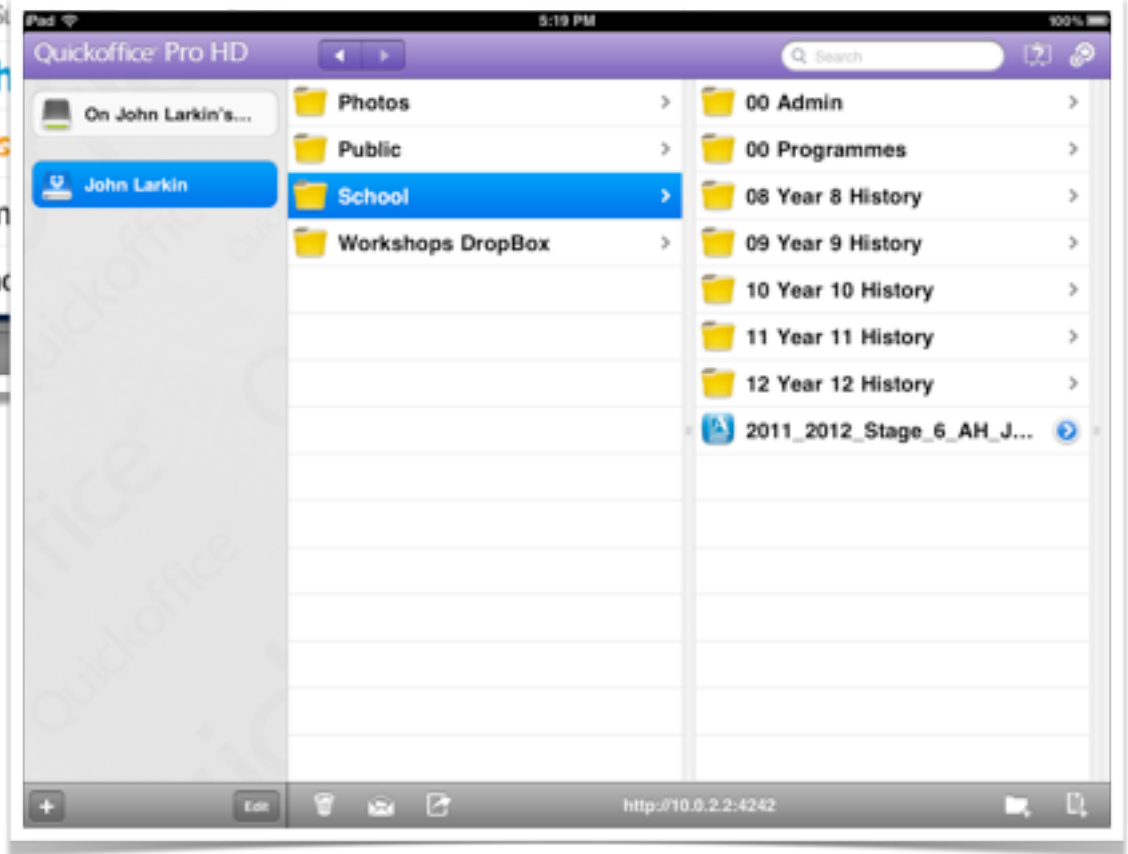 iPad 5:19 PM 100%
Quickoffice Pro HD
Search
On John Larkin's...
John Larkin
Photos
Public
School
Workshops DropBox
00 Admin
00 Programmes
08 Year 8 History
09 Year 9 History
10 Year 10 History
11 Year 11 History
12 Year 12 History
2011_2012_Stage_6_AH_J...
Quickoffice
Edit
http://10.0.2.2:4242